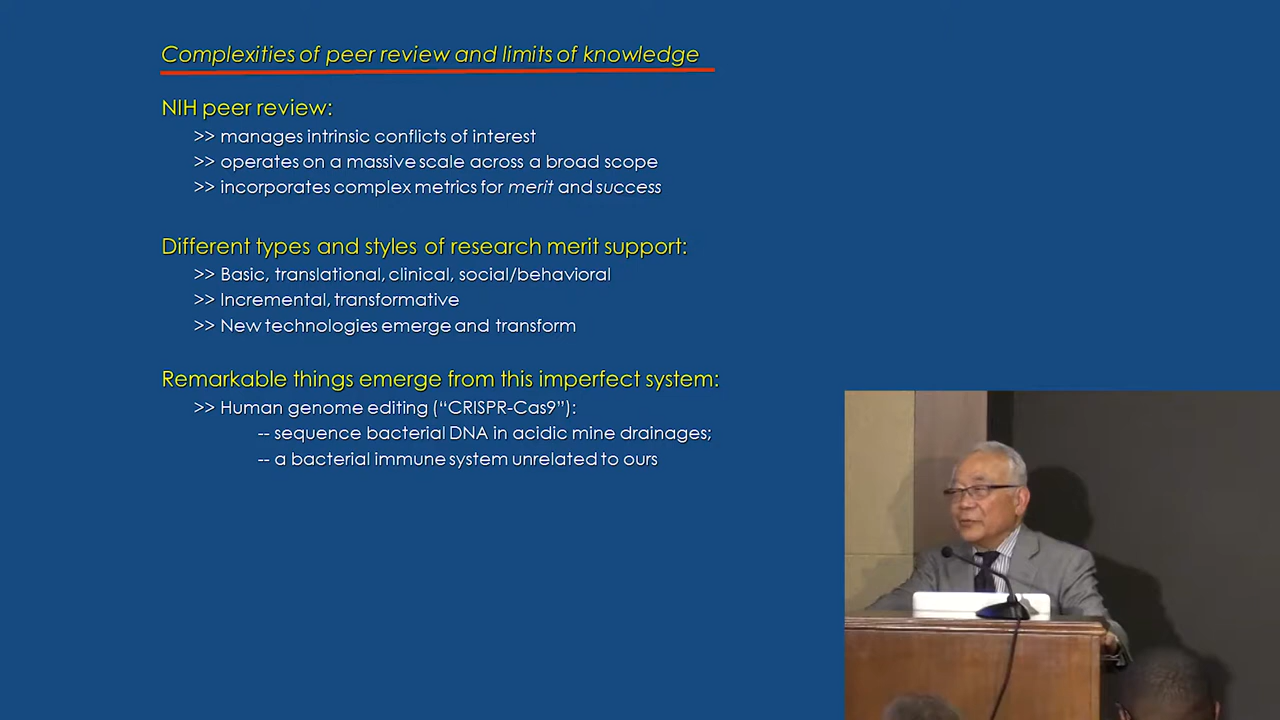 Complexities of peer review and limits of knowledge
NIH peer review:
>> manages intrinsic conflicts of interest
>> operates on a massive scale across a broad scope
>> incorporates complex metrics for merit and success
Different types and styles of research merit support:
>> Basic, translational, clinical, social/behavioral
>> Incremental, transformative
>> New technologies emerge and transform
Remarkable things emerge from this imperfect system:
>> Human genome editing (“CRISPR-Cas9”):
-- sequence bacterial DNA in acidic mine drainages;
-- a bacterial immune system unrelated to ours